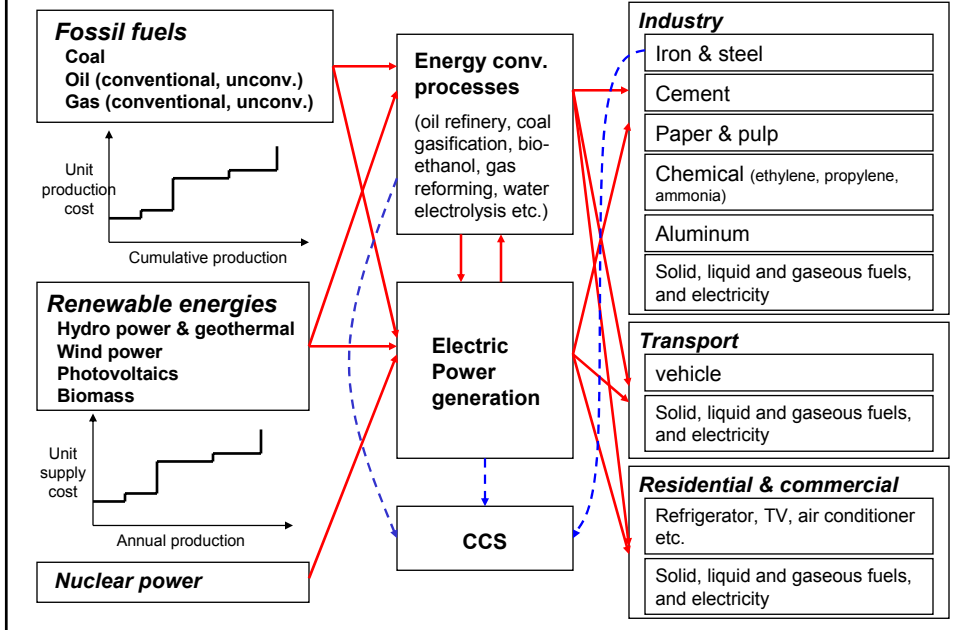 Fossil fuels
Coal
Oil (conventional, unconv.)
Gas (conventional, unconv.)
Unit
production
cost
Cumulative production
Renewable energies
Hydro power & geothermal
Wind power
Photovoltaics
Biomass
Unit
supply
cost
Annual production
Nuclear power
Energy conv.
processes
(oil refinery, coal
gasification, bio-
ethanol, gas
reforming, water
electrolysis etc.)
Electric
Power
generation
CCS
Industry
Iron & steel
Cement
Paper & pulp
Chemical (ethylene, propylene,
ammonia)
Aluminum
Solid, liquid and gaseous fuels,
and electricity
Transport
vehicle
Solid, liquid and gaseous fuels,
and electricity
Residential & commercial
Refrigerator, TV, air conditioner
etc.
Solid, liquid and gaseous fuels,
and electricity